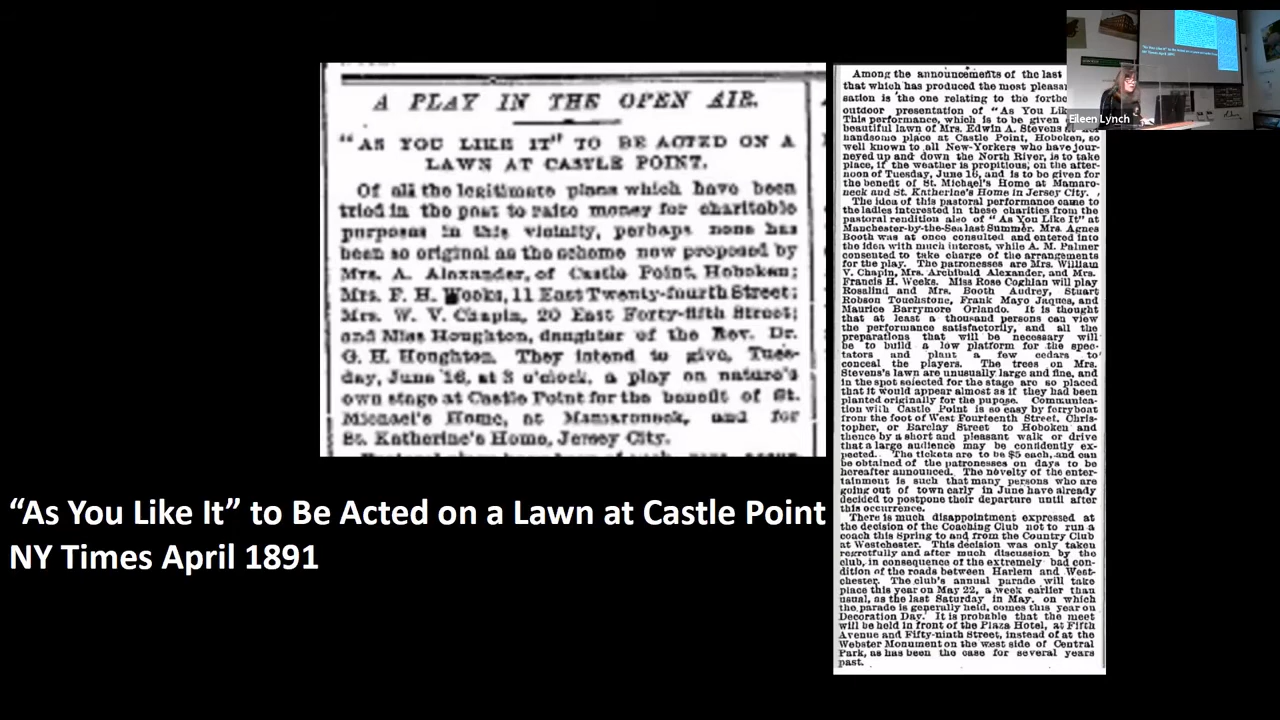 A PLAY IN THE OPEN AIR.
"AS YOU LIKE IT" TO BE ACTED ON A
LAWN AT CASTLE POINT.
Of all the legitimate plans which have been
tried in the past to raise money for charitable
purposes in this vicinity, perhaps none has
been so original as the scheme now proposed by
Mrs. A. Alexander, of Castle Point, Hoboken;
Mrs. F. H. Weeks, 11 East Twenty-fourth Street;
Mrs. W. V. Chapin, 20 East Forty-fifth Street;
and Miss Houghton, daughter of the Rev. Dr.
G. H. Houghton. They intend to give, Tues-
day, June 16, at 3 o'clock, a play on nature's
own stage at Castle Point for the benefit of St.
Michael's Home, at Mamaroneck, and for
St. Katherine's Home, Jersey City.
"As You Like It" to Be Acted on a Lawn at Castle Point
NY Times April 1891
Among the announcements of the last
that which has produced the most pleas
sation is the one relating to the forthc
outdoor presentation of "As You Lik
This performance, which is to be given
beautiful lawn of Mrs. Edwin A. Stevens
handsome place at Castle Point, Hoboken, so
well known to all New-Yorkers who have jour-
neyed up and down the North River, is to take
place, if the weather is propitious, on the after-
noon of Tuesday, June 16, and is to be given for
the benefit of St. Michael's Home at Mamaro-
neck and St. Katherine's Home in Jersey City.
The idea of this pastoral performance came to
the ladies interested in these charities from the
pastoral rendition also of "As You Like It" at
Manchester-by-the-Sea last Summer. Mrs. Agnes
Booth was at once consulted and entered into
the idea with much interest, while A. M. Palmer
consented to take charge of the arrangements
for the play. The patronesses are Mrs. William
V. Chapin, Mrs. Archibald Alexander, and Mrs.
Francis H. Weeks. Miss Rose Coghlan will play
Rosalind and Mrs. Booth Audrey, Stuart
Robson Touchstone, Frank Mayo Jaques, and
Maurice Barrymore Orlando. It is thought
that at least a thousand persons can view
the performance satisfactorily, and all the
preparations that will be necessary will
be to build a low platform for the spec-
tators and plant a few cedars to
conceal the players. The trees on Mrs.
Stevens's lawn are unusually large and fine, and
in the spot selected for the stage are so placed
that it would appear almost as if they had been
planted originally for the pupose. Communica-
tion with Castle Point is so easy by ferryboat
from the foot of West Fourteenth Street, Chris-
topher, or Barclay Street to Hoboken and
thence by a short and pleasant walk or drive
that a large audience may be confidently ex-
pected. The tickets are to be $5 each, and can
be obtained of the patronesses on days to be
hereafter announced. The novelty of the enter-
tainment is such that many persons who are
going out of town early in June have already
decided to postpone their departure until after
this occurrence.
There is much disappointment expressed at
the decision of the Coaching Club not to run a
coach this Spring to and from the Country Club
at Westchester. This decision was only taken
regretfully and after much discussion by the
club, in consequence of the extremely bad con-
dition of the roads between Harlem and West-
chester. The club's annual parade will take
place this year on May 22, a week earlier than
usual, as the last Saturday in May, on which
the parade is generally held, comes this year on
Decoration Day. It is probable that the meet
will be held in front of the Plaza Hotel, at Fifth
Avenue and Fifty-ninth Street, instead of at the
Webster Monument on the west side of Central
Park, as has been the case for several years
past.
Eileen Lynch